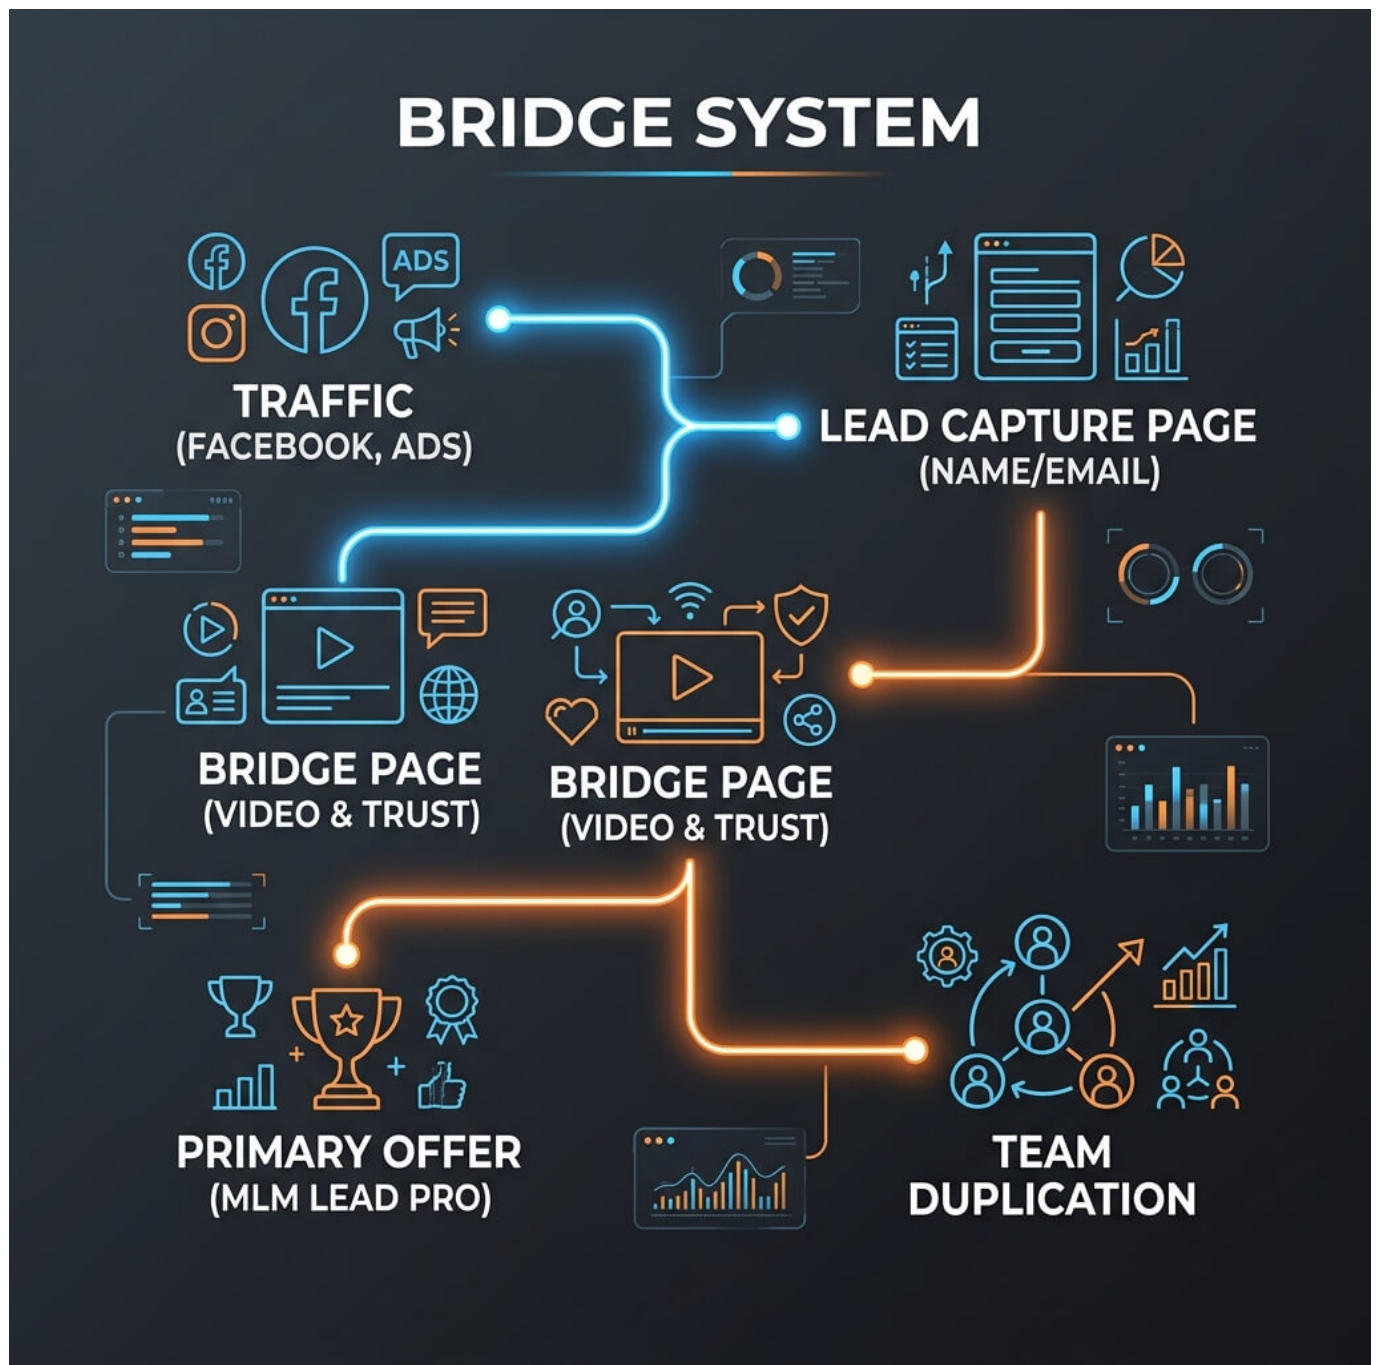 BRIDGE SYSTEM
ADS
TRAFFIC
(FACEBOOK, ADS)
LEAD CAPTURE PAGE
(NAME/EMAIL)
BRIDGE PAGE
(VIDEO & TRUST)
BRIDGE PAGE
(VIDEO & TRUST)
PRIMARY OFFER
(MLM LEAD PRO)
TEAM
DUPLICATION